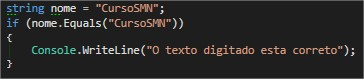 string nome = "CursoSMN";
if (nome.Equals("CursoSMN"))
{
    Console.WriteLine("O texto digitado esta correto");
}